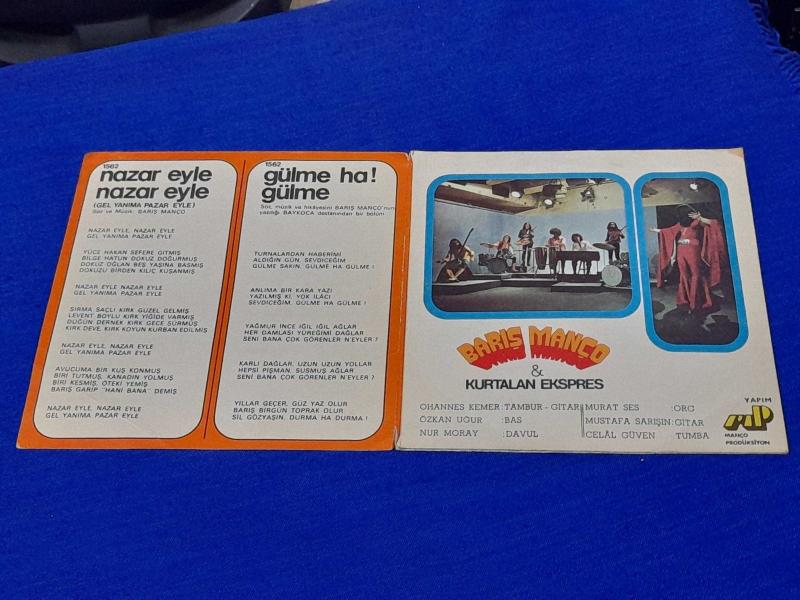 1562
nazar eyle
nazar eyle
(GEL YANIMA PAZAR EYLE)
Söz ve Müzik: BARIŞ MANÇO
NAZAR EYLE, NAZAR EYLE
GEL YANIMA PAZAR EYLE
YÜCE HAKAN SEFERE GİTMİŞ
BİLGE HATUN DOKUZ DOĞURMUŞ
DOKUZ OĞLAN BEŞ YAŞINA BASMIŞ
DOKUZU BİRDEN KILIÇ KUŞANMIŞ
NAZAR EYLE NAZAR EYLE
GEL YANIMA PAZAR EYLE
SIRMA SAÇLI KIRK GÜZEL GELMİŞ
LEVENT BOYLU KIRK YİĞİDE VARMIŞ
DÜĞÜN DERNEK KIRK GECE SÜRMÜŞ
KIRK DEVE, KIRK KOYUN KURBAN EDİLMİŞ
NAZAR EYLE, NAZAR EYLE
GEL YANIMA PAZAR EYLE
AVUCUMA BİR KUŞ KONMUŞ
BİRİ TUTMUŞ, KANADIN YOLMUŞ
BİRİ KESMİŞ, ÖTEKİ YEMİŞ
BARIŞ GARİP "HANİ BANA" DEMİŞ
NAZAR EYLE, NAZAR EYLE
GEL YANIMA PAZAR EYLE
1562
gülme ha!
gülme
Söz, müzik ve hikâyesini BARIŞ MANÇO'nun
yazdığı BAYKOCA destanından bir bölüm
TURNALARDAN HABERİMİ
ALDIĞIN GÜN, SEVDİCEĞİM
GÜLME SAKIN, GÜLME HA GÜLME !
ANLIMA BİR KARA YAZI
YAZILMIŞ Kİ, YOK İLÂCI
SEVDİCEĞİM, GÜLME HA GÜLME !
YAĞMUR İNCE IĞIL IĞIL AĞLAR
HER DAMLASI YÜREĞİMİ DAĞLAR
SENİ BANA ÇOK GÖRENLER N'EYLER ?
KARLI DAĞLAR, UZUN UZUN YOLLAR
HEPSİ PİŞMAN, SUSMUŞ AĞLAR
SENİ BANA ÇOK GÖRENLER N'EYLER ?
YILLAR GEÇER, GÜZ YAZ OLUR
BARIŞ BİRGÜN TOPRAK OLUR
SİL GÖZYAŞIN, DURMA HA DURMA !
BARIŞ MANÇO
&
KURTALAN EKSPRES
OHANNES KEMER:TAMBUR-GİTAR
ÖZKAN UĞUR :BAS
NUR MORAY :DAVUL
MURAT SES :ORG
MUSTAFA SARIŞIN:GİTAR
CELÂL GÜVEN :TUMBA
YAPIM
MP
MANÇO
PRODÜKSİYON